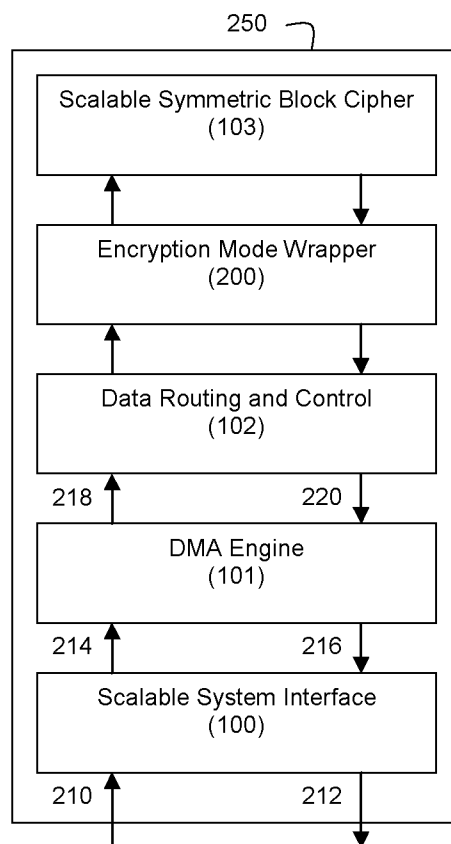 250
Scalable Symmetric Block Cipher
(103)
Encryption Mode Wrapper
(200)
Data Routing and Control
(102)
218 220
DMA Engine
(101)
214 216
Scalable System Interface
(100)
210 212